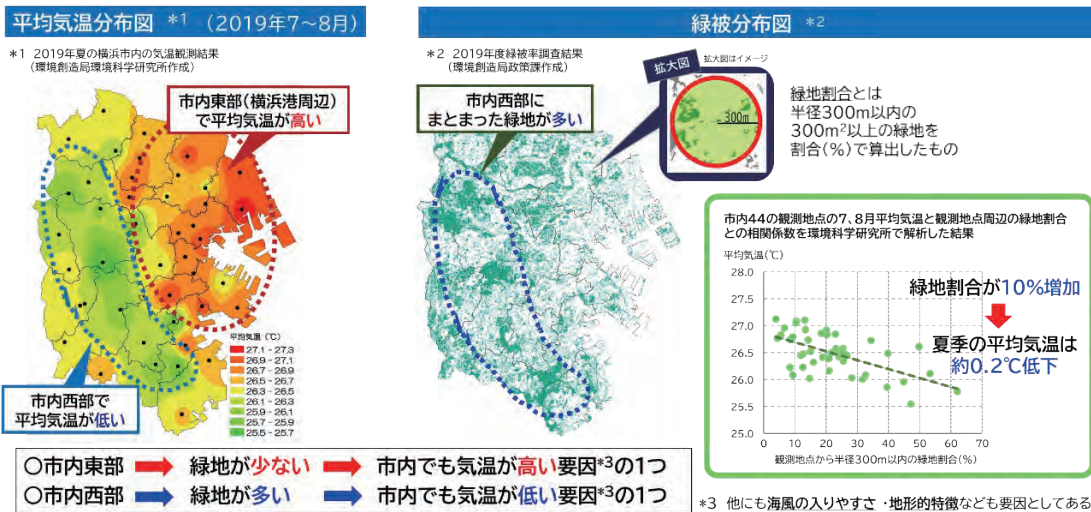 平均気温分布図 *1 (2019年7～8月)
*1 2019年夏の横浜市内の気温観測結果
(環境創造局環境科学研究所作成)
市内東部(横浜港周辺)
で平均気温が高い
市内西部で
平均気温が低い
平均気温 (℃)
27.1 - 27.3
26.9 - 27.1
26.7 - 26.9
26.5 - 26.7
26.3 - 26.5
26.1 - 26.3
25.9 - 26.1
25.7 - 25.9
25.5 - 25.7
緑被分布図 *2
*2 2019年度緑被率調査結果
(環境創造局政策課作成)
市内西部に
まとまった緑地が多い
拡大図
拡大図はイメージ
300m
緑地割合とは
半径300m以内の
300m²以上の緑地を
割合(%)で算出したもの
市内44の観測地点の7、8月平均気温と観測地点周辺の緑地割合
との相関係数を環境科学研究所で解析した結果
平均気温(℃)
28.0
27.5
27.0
26.5
26.0
25.5
25.0
0 10 20 30 40 50 60 70
観測地点から半径300m以内の緑地割合(%)
緑地割合が10%増加
夏季の平均気温は
約0.2℃低下
○市内東部 緑地が少ない 市内でも気温が高い要因*3の1つ
○市内西部 緑地が多い 市内でも気温が低い要因*3の1つ
*3 他にも海風の入りやすさ・地形的特徴なども要因としてある